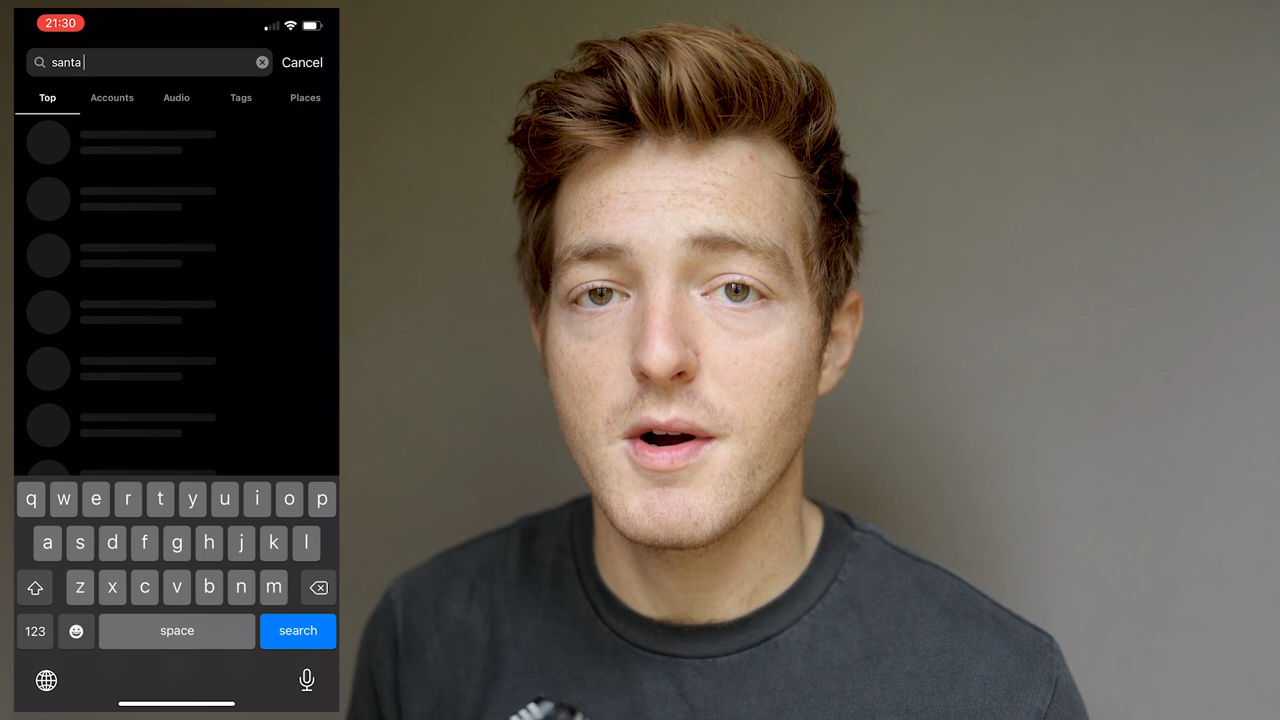 21:30
santa
Cancel
Top Accounts Audio Tags Places
q w e r t y u i o p
a s d f g h j k l
z x c v b n m
123 space search